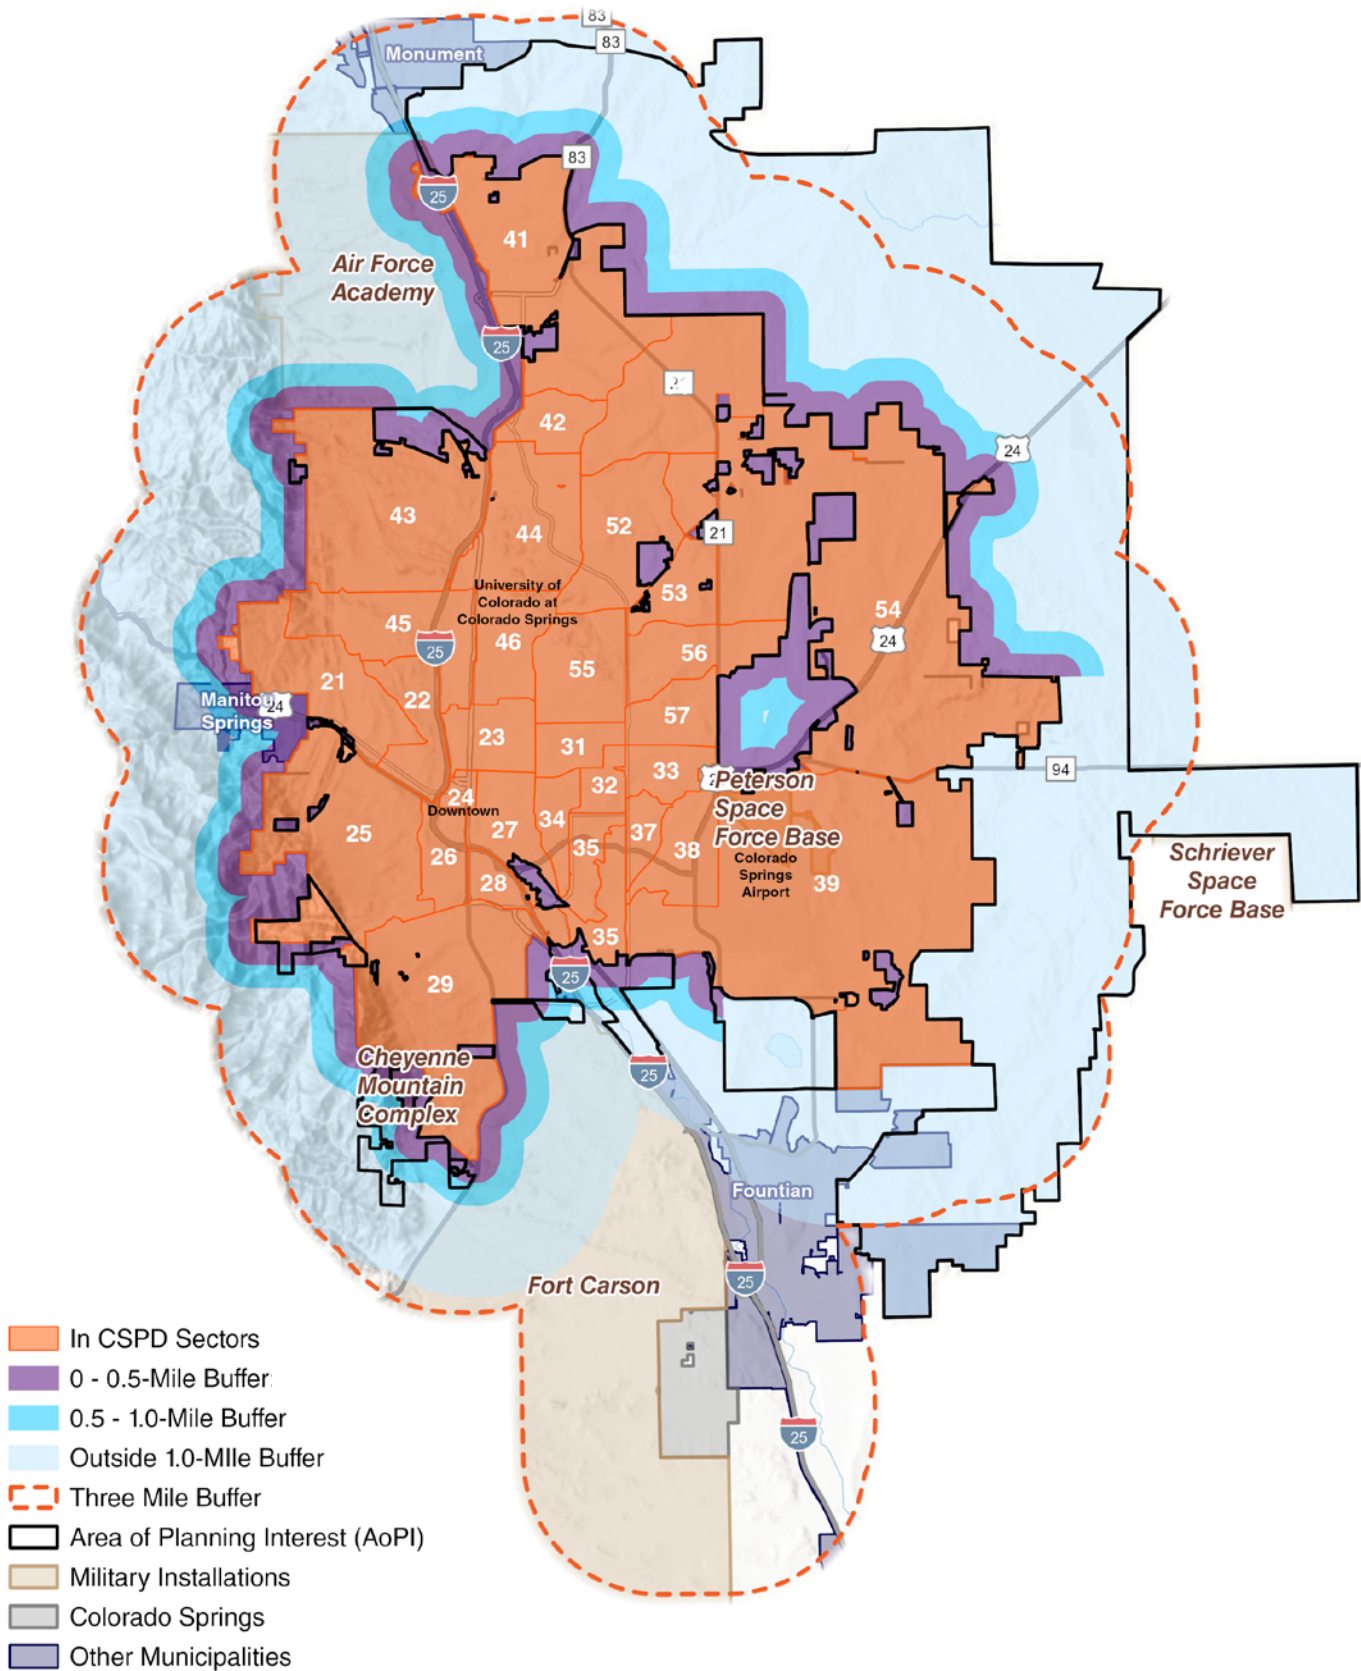 83
83
Monument
83
25
41
Air Force
Academy
25
42
24
43
44
52
21
University of
Colorado at
Colorado Springs
53
54
45
25
46
24
55
56
21
22
Manitou
Springs
24
57
23
31
33
94
32
Peterson
Space
Force Base
24
Downtown
34
27
37
25
35
38
26
Colorado
Springs
Airport
39
28
Schriever
Space
Force Base
35
25
29
Cheyenne
Mountain
Complex
25
Fountian
25
Fort Carson
25
In CSPD Sectors
0 - 0.5-Mile Buffer
0.5 - 1.0-Mile Buffer
Outside 1.0-MIle Buffer
Three Mile Buffer
Area of Planning Interest (AoPI)
Military Installations
Colorado Springs
Other Municipalities